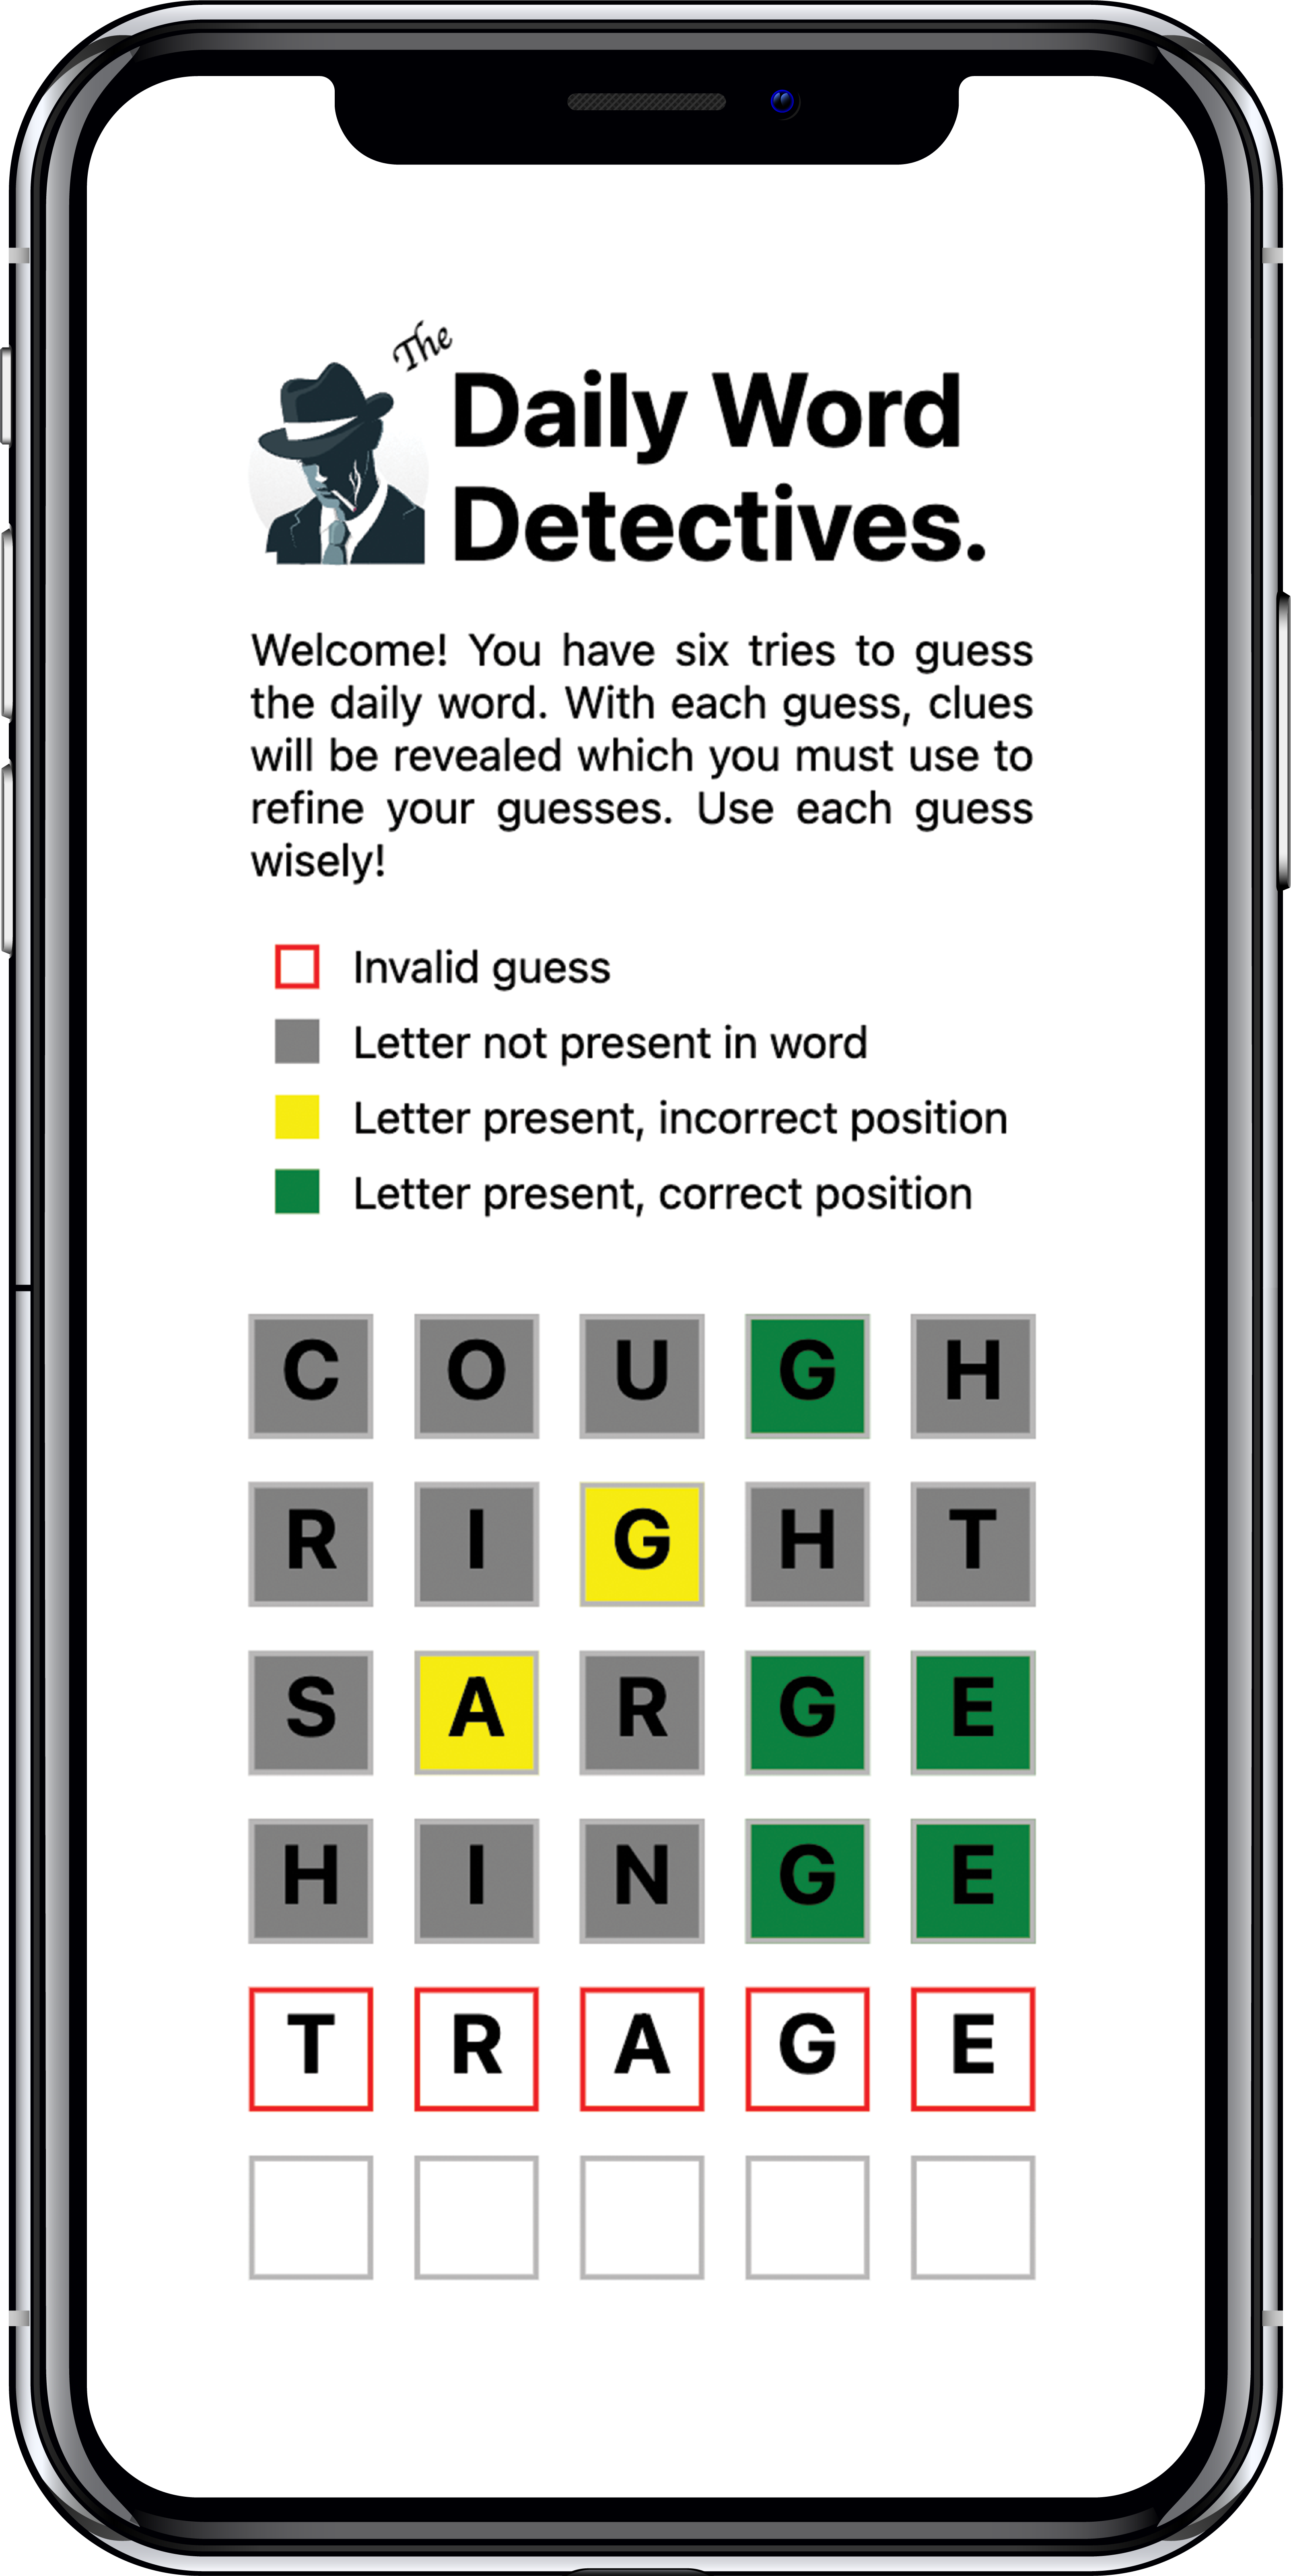 The
Daily Word
Detectives.
Welcome! You have six tries to guess
the daily word. With each guess, clues
will be revealed which you must use to
refine your guesses. Use each guess
wisely!
Invalid guess
Letter not present in word
Letter present, incorrect position
Letter present, correct position
C O U G H
R I G H T
S A R G E
H I N G E
T R A G E